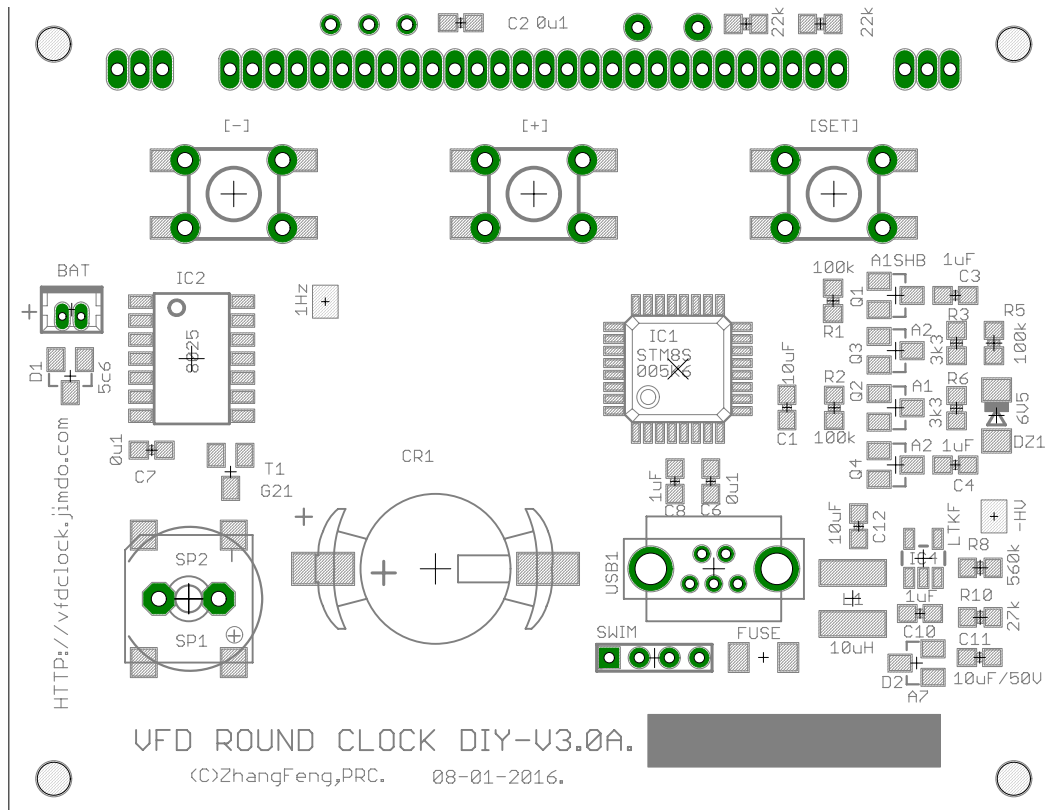 C2 0u1
22k
22k
[-]
[+]
[SET]
BAT
IC2
1Hz
A1SHB
1uF
C3
100k
Q1
R1
R3
R5
+
8025
IC1
STM8S
005K6
A2
Q3
3k3
100k
D1
5c6
10uF
R2
Q2
A1
R6
6V5
C1
100k
3k3
DZ1
0u1
C7
T1
G21
CR1
Q4
A2
1uF
C4
1uF
C8
C6
0u1
+
+
10uF
C12
LTKF
-HV
IC4
R8
560k
SP2
SP1
USB1
L1
10uH
1uF
C10
R10
27k
C11
10uF/50V
SWIM
FUSE
D2
A7
HTTP://vfdclock.jimdo.com
VFD ROUND CLOCK DIY-V3.0A.
(C)ZhangFeng,PRC. 08-01-2016.